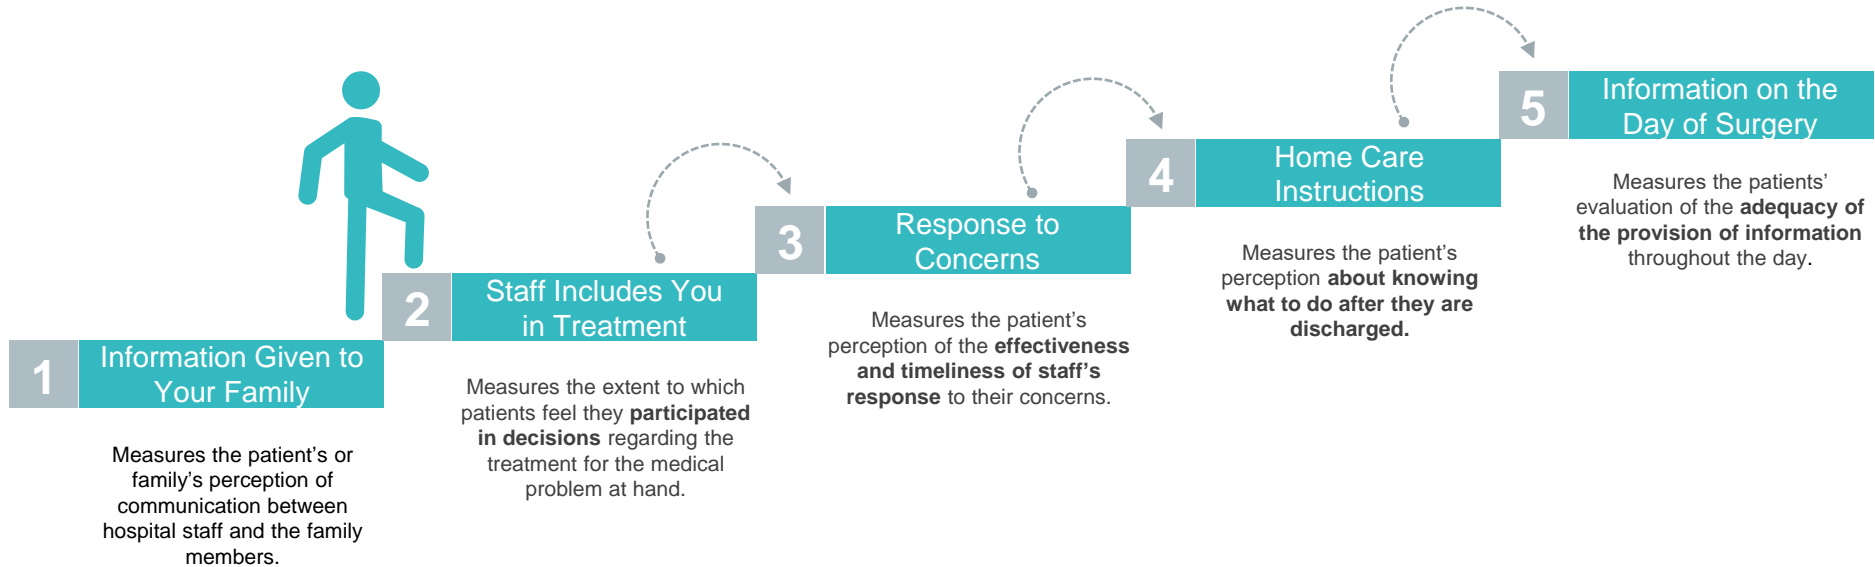 1
Information Given to
Your Family
Measures the patient’s or
family’s perception of
communication between
hospital staff and the family
members.
2
Staff Includes You
in Treatment
Measures the extent to which
patients feel they participated
in decisions regarding the
treatment for the medical
problem at hand.
3
Response to
Concerns
Measures the patient’s
perception of the effectiveness
and timeliness of staff’s
response to their concerns.
4
Home Care
Instructions
Measures the patient’s
perception about knowing
what to do after they are
discharged.
5
Information on the
Day of Surgery
Measures the patients’
evaluation of the adequacy of
the provision of information
throughout the day.